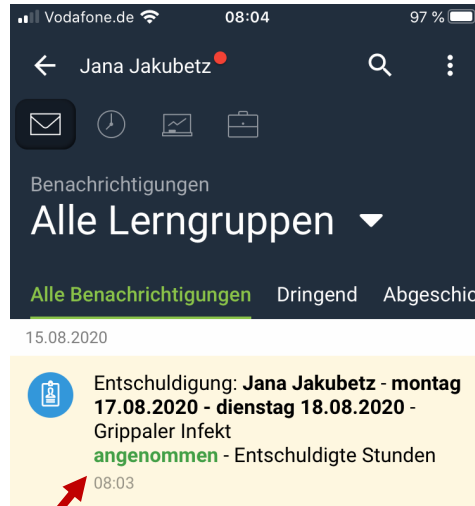 Vodafone.de 08:04 97 %
Jana Jakubetz
Benachrichtigungen
Alle Lerngruppen
Alle Benachrichtigungen Dringend Abgeschic
15.08.2020
Entschuldigung: Jana Jakubetz - montag
17.08.2020 - dienstag 18.08.2020 -
Grippaler Infekt
angenommen - Entschuldigte Stunden
08:03